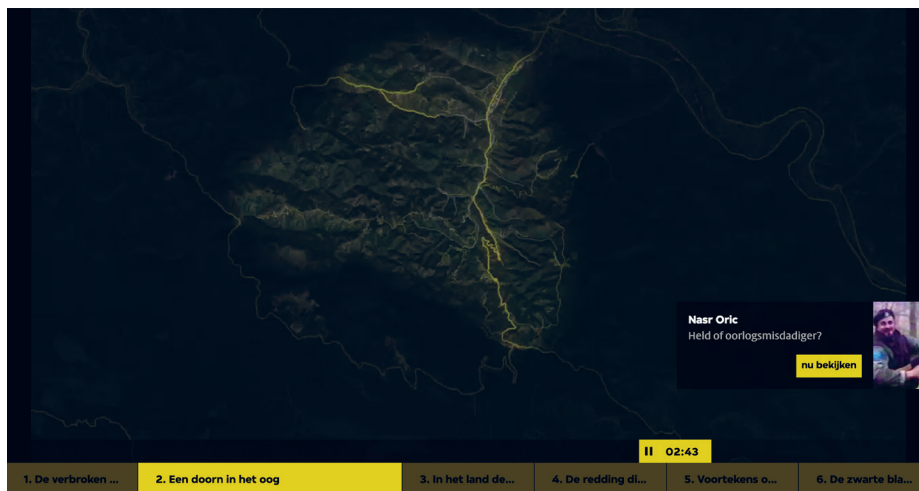 Nasr Oric
Held of oorlogsmisdadiger?
nu bekijken
02:43
1. De verbroken ...
2. Een doorn in het oog
3. In het land de...
4. De redding di...
5. Voortekens o...
6. De zwarte bla...